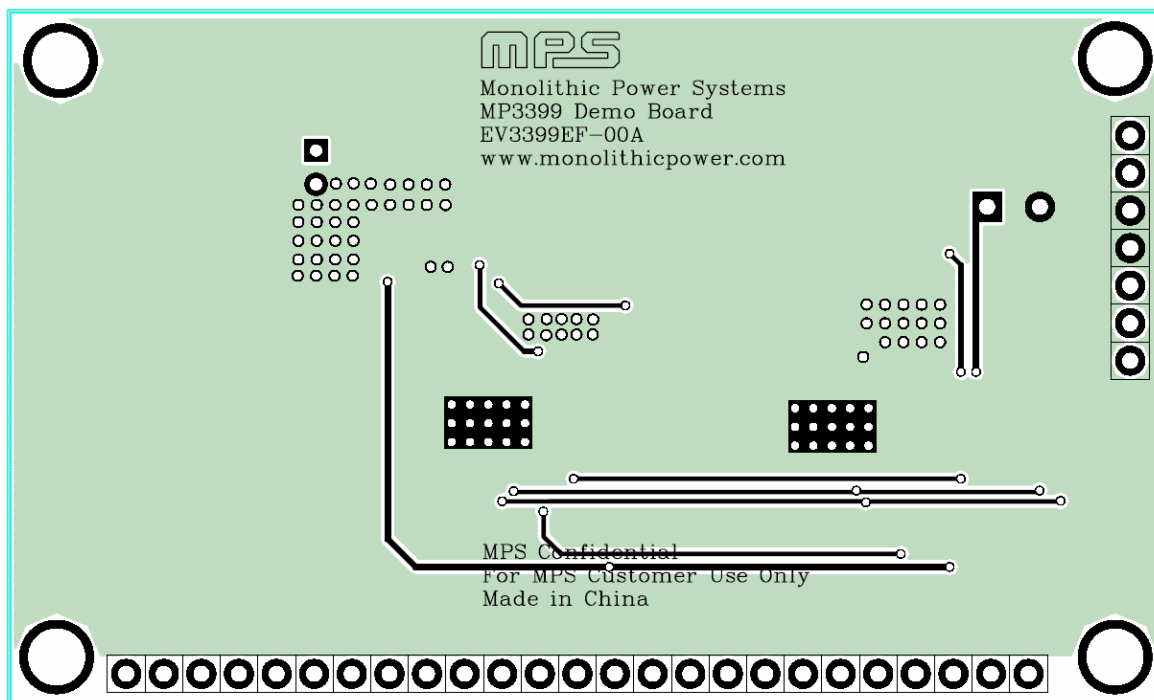 MPS
Monolithic Power Systems
MP3399 Demo Board
EV3399EF-00A
www.monolithicpower.com
MPS Confidential
For MPS Customer Use Only
Made in China